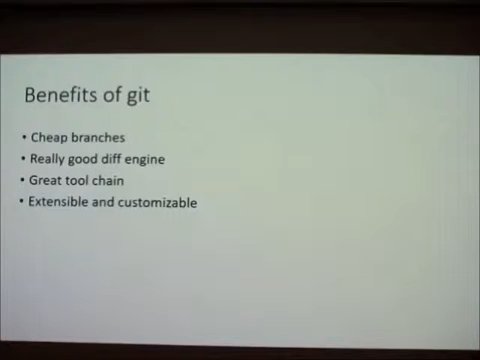 Benefits of git
• Cheap branches
• Really good diff engine
• Great tool chain
• Extensible and customizable